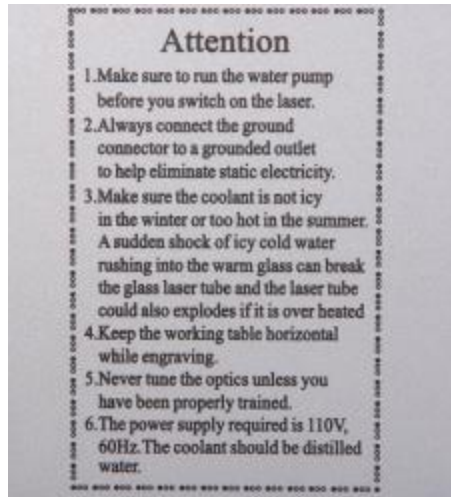 Attention
1.Make sure to run the water pump
before you switch on the laser.
2.Always connect the ground
connector to a grounded outlet
to help eliminate static electricity.
3.Make sure the coolant is not icy
in the winter or too hot in the summer.
A sudden shock of icy cold water
rushing into the warm glass can break
the glass laser tube and the laser tube
could also explodes if it is over heated
4.Keep the working table horizontal
while engraving.
5.Never tune the optics unless you
have been properly trained.
6.The power supply required is 110V,
60Hz.The coolant should be distilled
water.